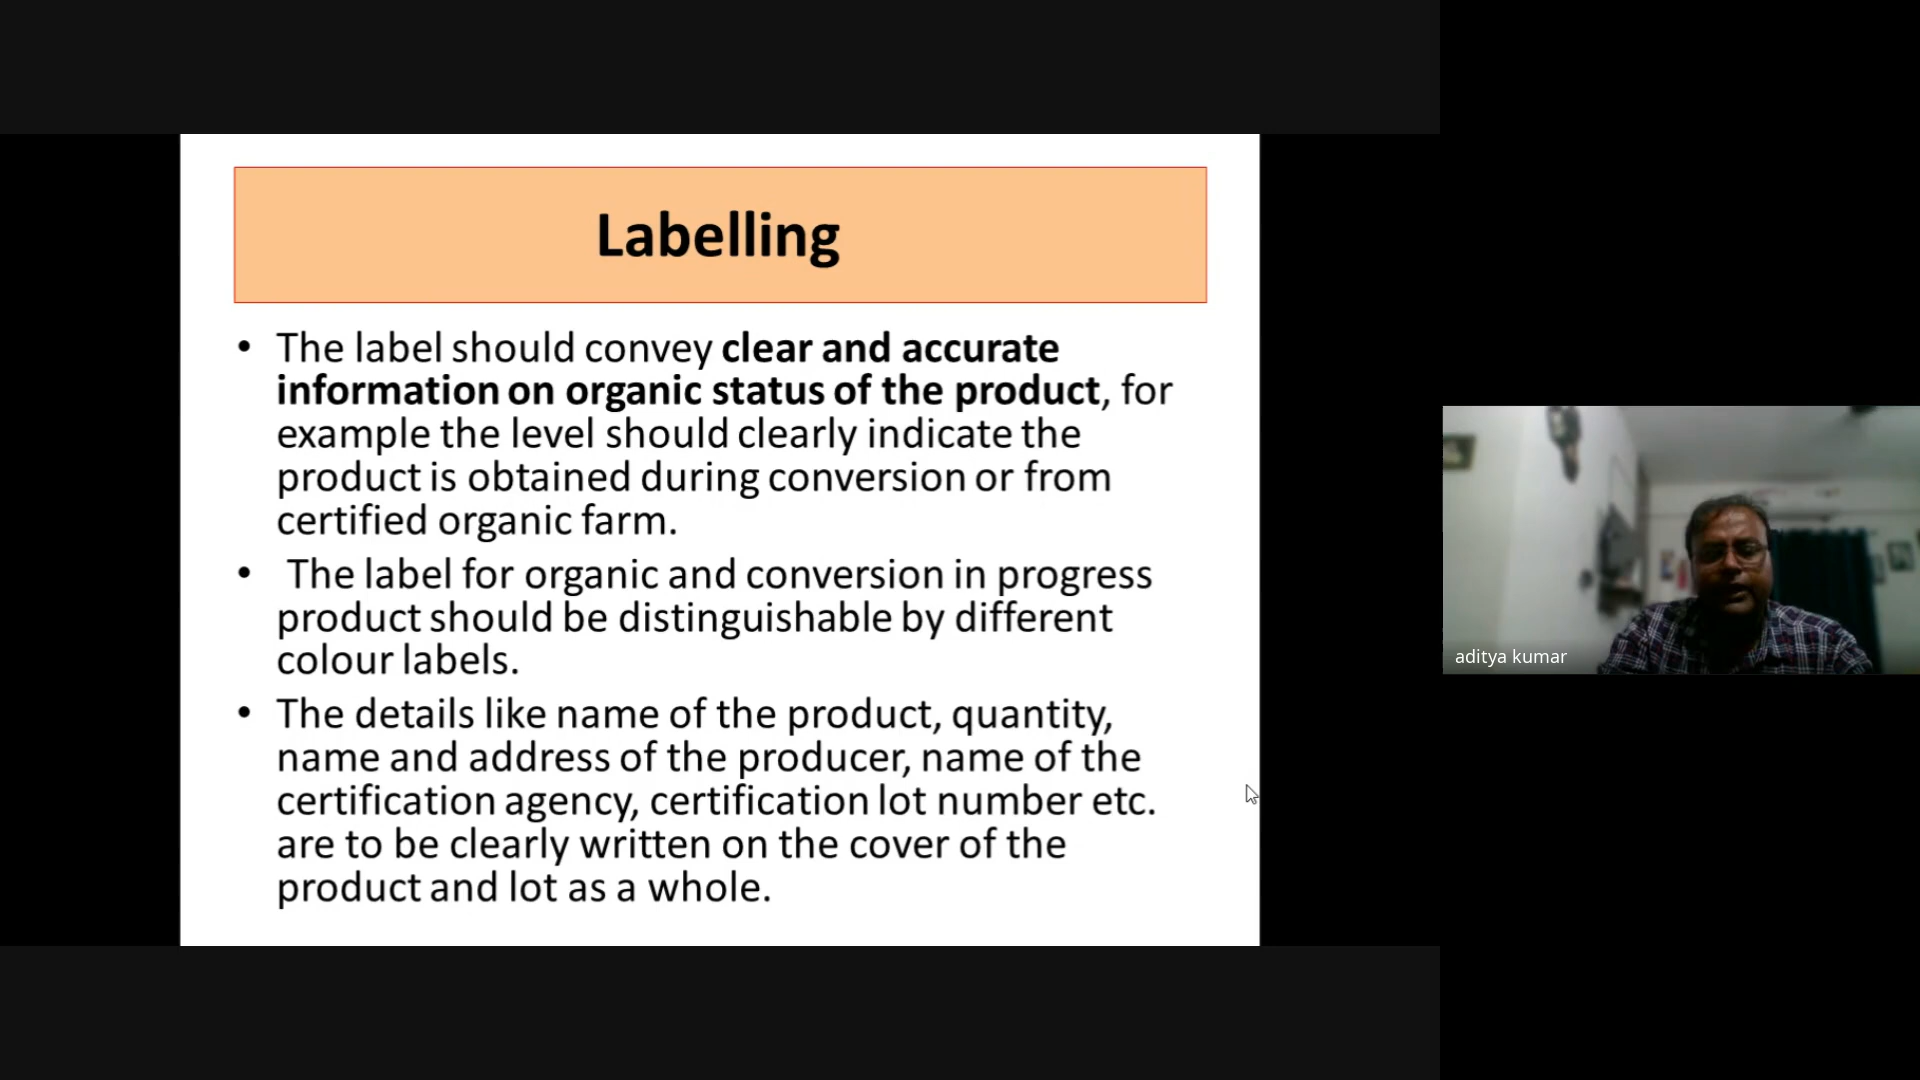 Labelling
• The label should convey clear and accurate
information on organic status of the product, for
example the level should clearly indicate the
product is obtained during conversion or from
certified organic farm.
• The label for organic and conversion in progress
product should be distinguishable by different
colour labels.
• The details like name of the product, quantity,
name and address of the producer, name of the
certification agency, certification lot number etc.
are to be clearly written on the cover of the
product and lot as a whole.
aditya kumar